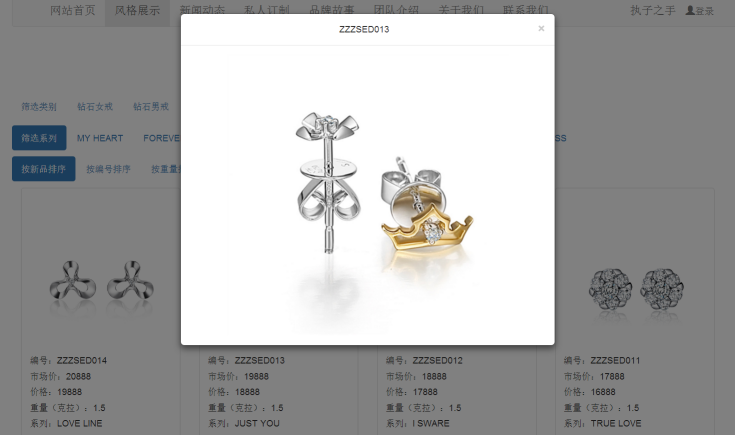 网站首页 风格展示 新闻动态 私人订制 品牌故事 团队介绍 关于我们 联系我们 执子之手 登录
ZZZSED013 ×
筛选类别 钻石女戒 钻石男戒
筛选系列 MY HEART FOREVE SS
按新品排序 按编号排序 按重量
编号：ZZZSED014 编号：ZZZSED013 编号：ZZZSED012 编号：ZZZSED011
市场价：20888 市场价：19888 市场价：18888 市场价：17888
价格：19888 价格：18888 价格：17888 价格：16888
重量（克拉）：1.5 重量（克拉）：1.5 重量（克拉）：1.5 重量（克拉）：1.5
系列：LOVE LINE 系列：JUST YOU 系列：I SWARE 系列：TRUE LOVE